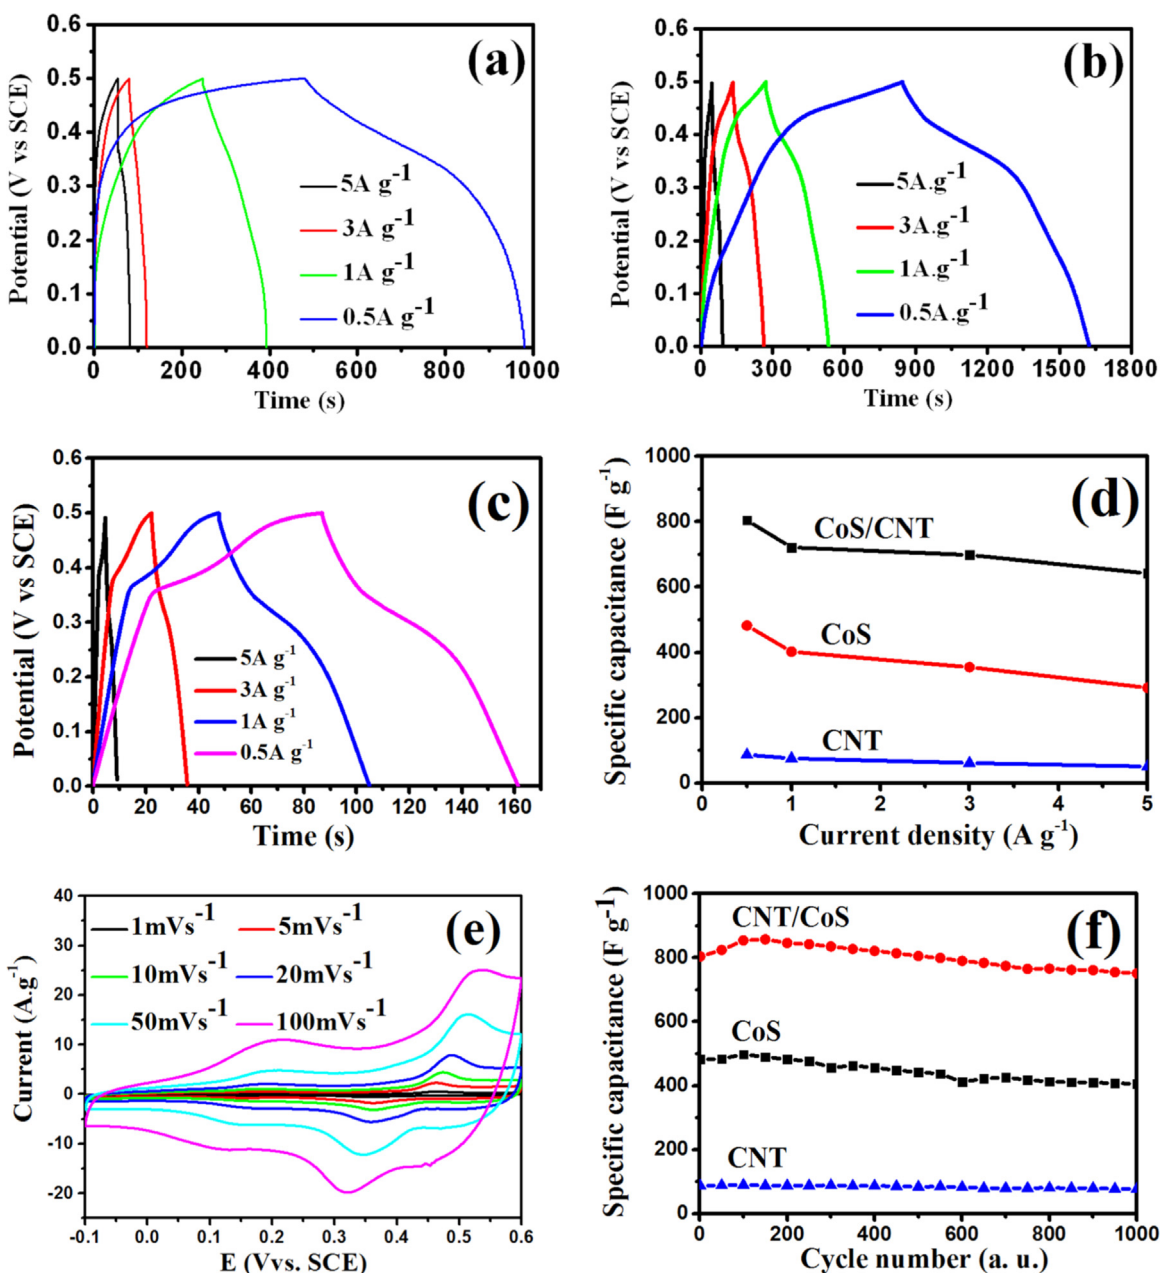 (a)
0.6
0.5
0.4
0.3
0.2
0.1
0.0
Potential (V vs SCE)
5A g⁻¹
3A g⁻¹
1A g⁻¹
0.5A g⁻¹
0 200 400 600 800 1000
Time (s)
(b)
0.6
0.5
0.4
0.3
0.2
0.1
0.0
Potential (V vs SCE)
5A.g⁻¹
3A.g⁻¹
1A.g⁻¹
0.5A.g⁻¹
0 300 600 900 1200 1500 1800
Time (s)
(c)
0.6
0.5
0.4
0.3
0.2
0.1
0.0
Potential (V vs SCE)
5A g⁻¹
3A g⁻¹
1A g⁻¹
0.5A g⁻¹
0 20 40 60 80 100 120 140 160
Time (s)
(d)
1000
800
600
400
200
0
Specific capacitance (F g⁻¹)
CoS/CNT
CoS
CNT
0 1 2 3 4 5
Current density (A g⁻¹)
(e)
40
30
20
10
0
-10
-20
Current (A.g⁻¹)
1mVs⁻¹ 5mVs⁻¹
10mVs⁻¹ 20mVs⁻¹
50mVs⁻¹ 100mVs⁻¹
-0.1 0.0 0.1 0.2 0.3 0.4 0.5 0.6
E (Vvs. SCE)
(f)
1000
800
600
400
200
0
Specific capacitance (F g⁻¹)
CNT/CoS
CoS
CNT
0 200 400 600 800 1000
Cycle number (a. u.)